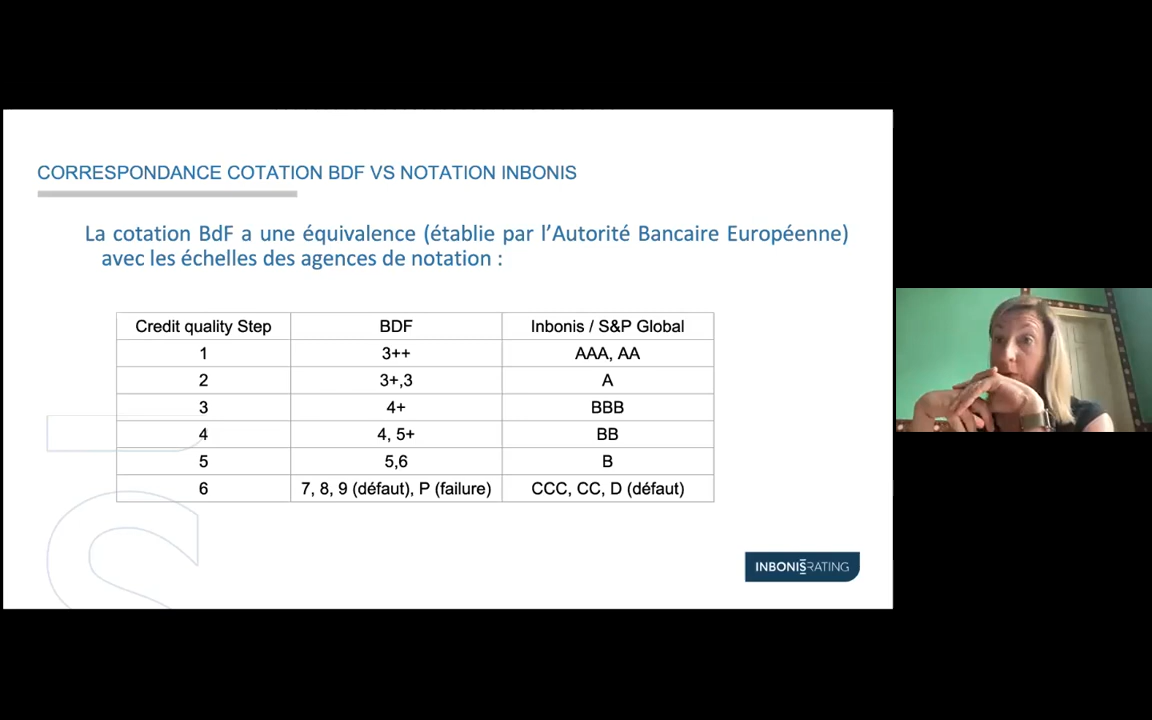 CORRESPONDANCE COTATION BDF VS NOTATION INBONIS
La cotation BdF a une équivalence (établie par l’Autorité Bancaire Européenne)
avec les échelles des agences de notation :
Credit quality Step BDF Inbonis / S&P Global
1 3++ AAA, AA
2 3+,3 A
3 4+ BBB
4 4, 5+ BB
5 5,6 B
6 7, 8, 9 (défaut), P (failure) CCC, CC, D (défaut)
INBONIS RATING